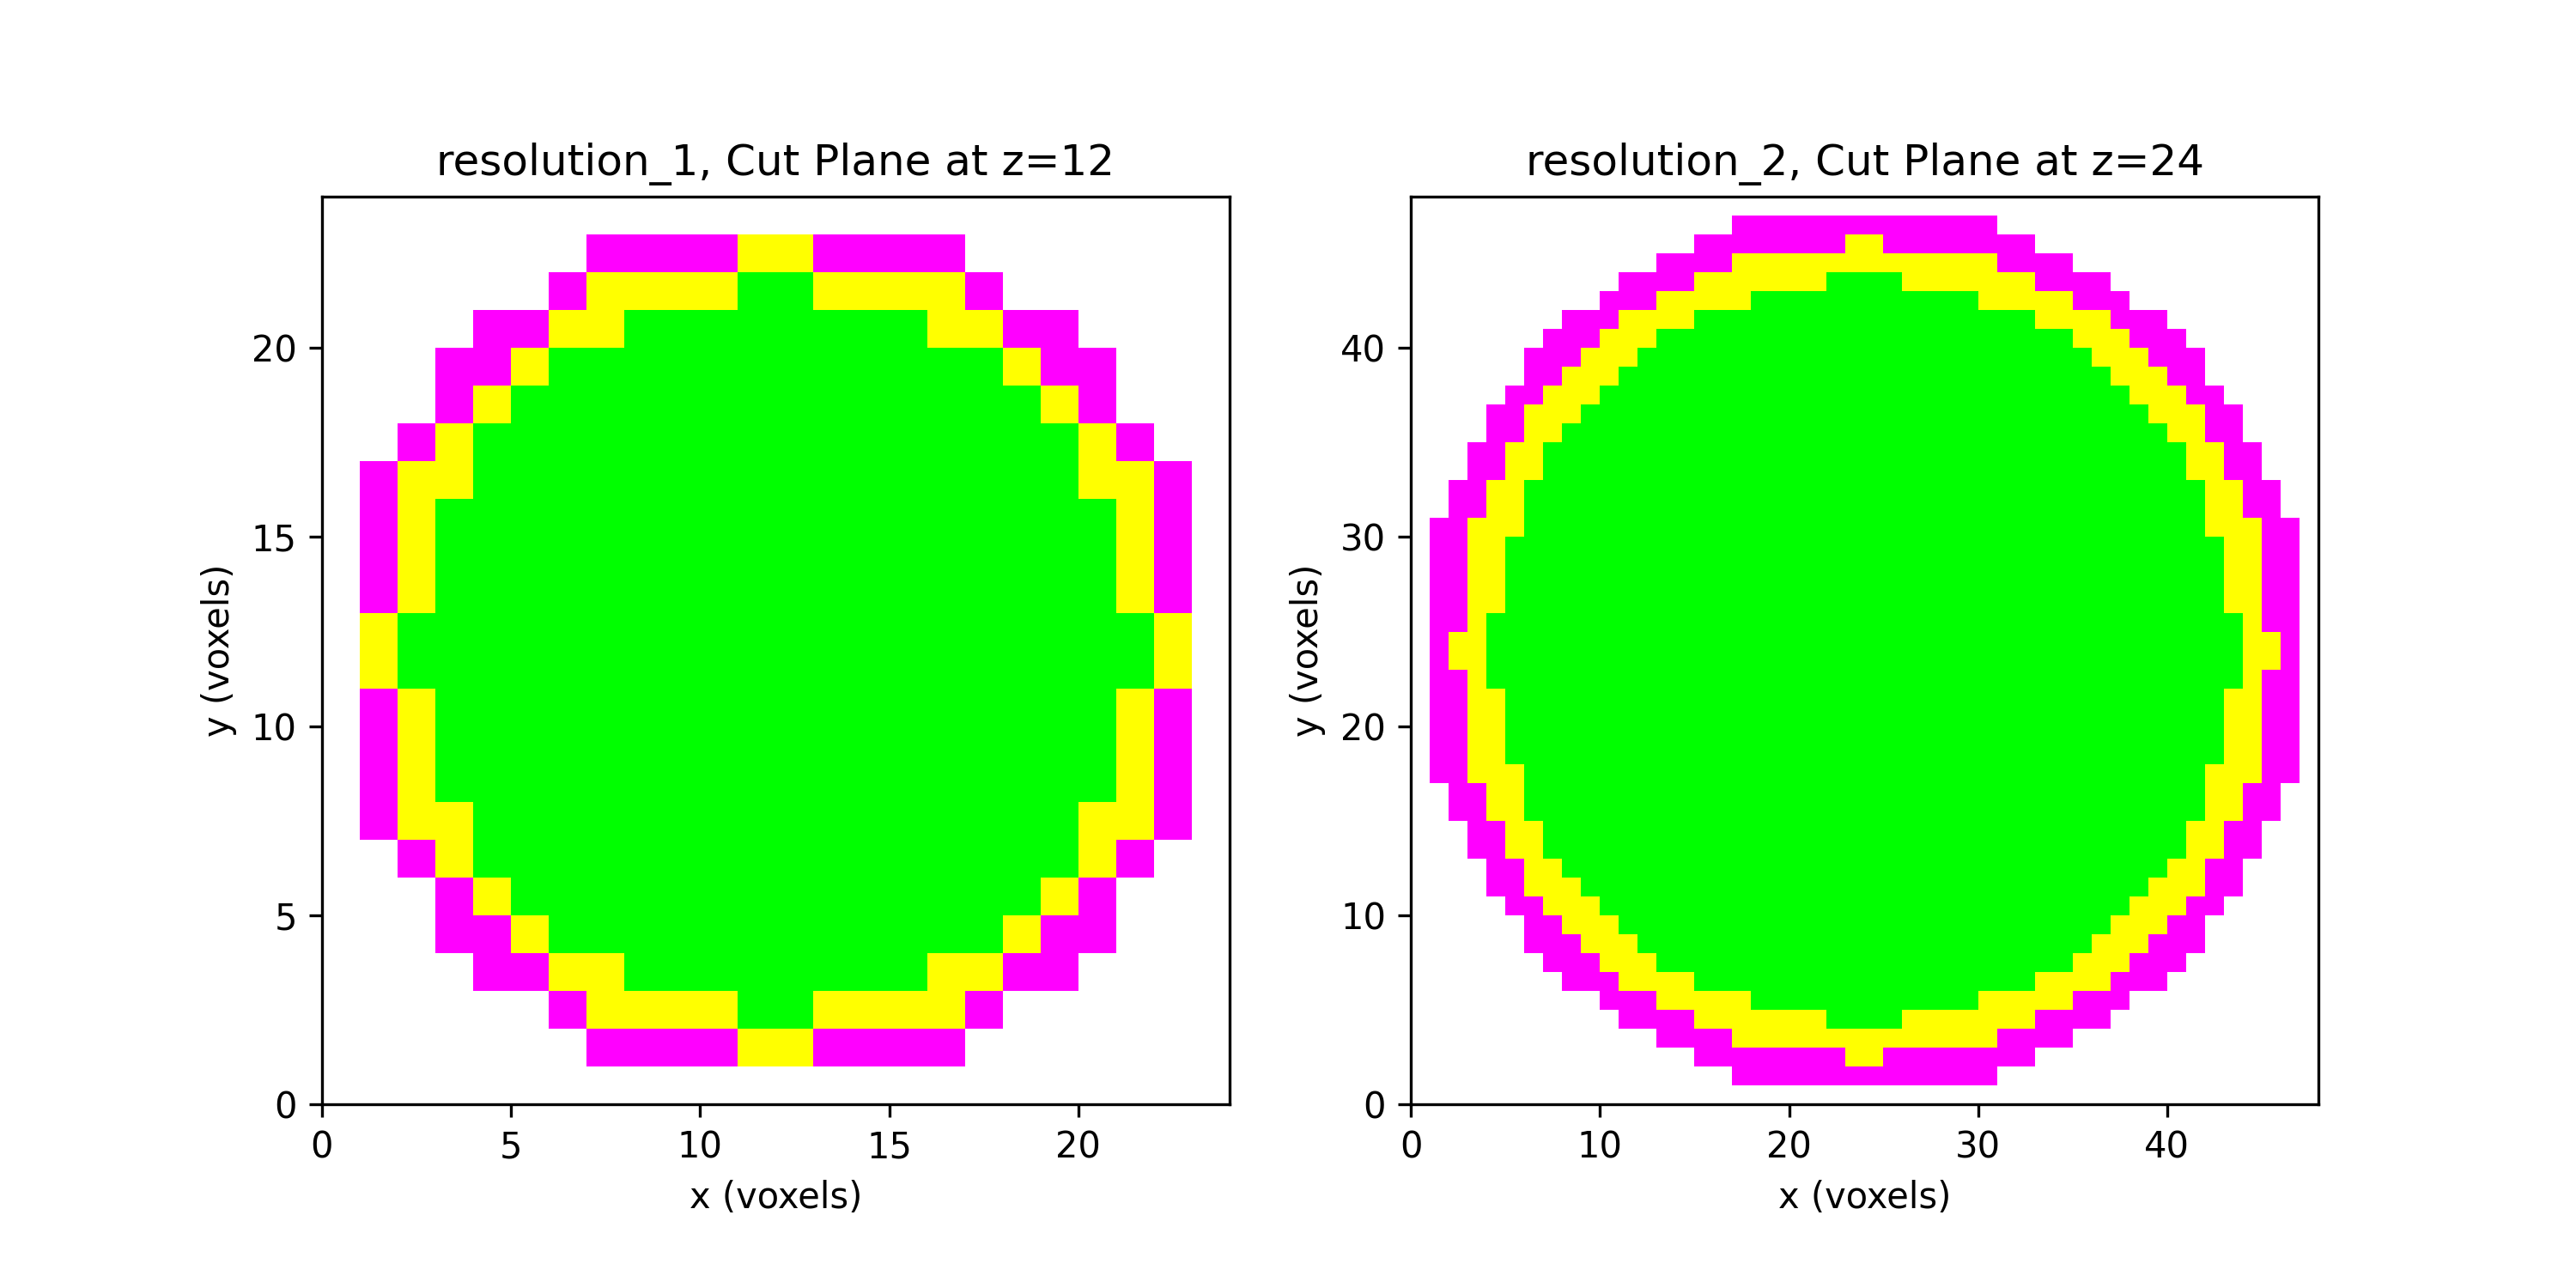 resolution_1, Cut Plane at z=12
y (voxels)
20
15
10
5
0
0 5 10 15 20
x (voxels)
resolution_2, Cut Plane at z=24
y (voxels)
40
30
20
10
0
0 10 20 30 40
x (voxels)